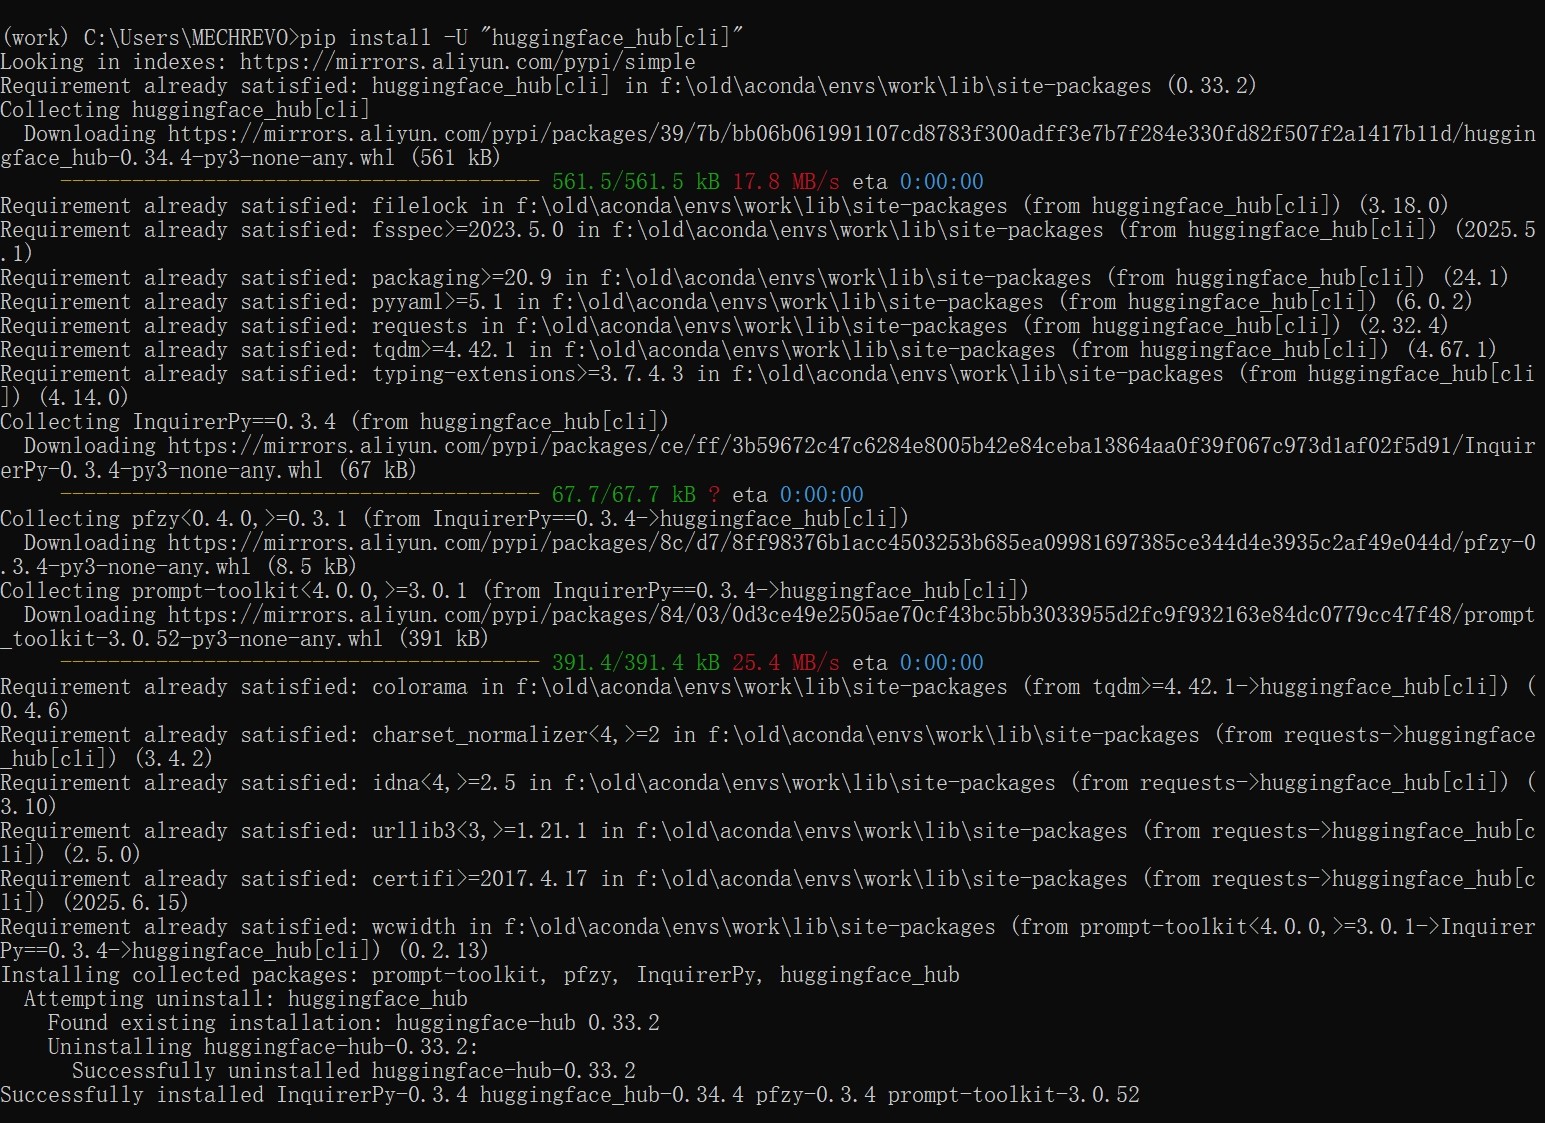 (work) C:\Users\MECHREVO>pip install -U "huggingface_hub[cli]"
Looking in indexes: https://mirrors.aliyun.com/pypi/simple
Requirement already satisfied: huggingface_hub[cli] in f:\old\aconda\envs\work\lib\site-packages (0.33.2)
Collecting huggingface_hub[cli]
  Downloading https://mirrors.aliyun.com/pypi/packages/39/7b/bb06b061991107cd8783f300adff3e7b7f284e330fd82f507f2a1417b11d/huggin
gface_hub-0.34.4-py3-none-any.whl (561 kB)
     ---------------------------------------- 561.5/561.5 kB 17.8 MB/s eta 0:00:00
Requirement already satisfied: filelock in f:\old\aconda\envs\work\lib\site-packages (from huggingface_hub[cli]) (3.18.0)
Requirement already satisfied: fsspec>=2023.5.0 in f:\old\aconda\envs\work\lib\site-packages (from huggingface_hub[cli]) (2025.5
.1)
Requirement already satisfied: packaging>=20.9 in f:\old\aconda\envs\work\lib\site-packages (from huggingface_hub[cli]) (24.1)
Requirement already satisfied: pyyaml>=5.1 in f:\old\aconda\envs\work\lib\site-packages (from huggingface_hub[cli]) (6.0.2)
Requirement already satisfied: requests in f:\old\aconda\envs\work\lib\site-packages (from huggingface_hub[cli]) (2.32.4)
Requirement already satisfied: tqdm>=4.42.1 in f:\old\aconda\envs\work\lib\site-packages (from huggingface_hub[cli]) (4.67.1)
Requirement already satisfied: typing-extensions>=3.7.4.3 in f:\old\aconda\envs\work\lib\site-packages (from huggingface_hub[cli
]) (4.14.0)
Collecting InquirerPy==0.3.4 (from huggingface_hub[cli])
  Downloading https://mirrors.aliyun.com/pypi/packages/ce/ff/3b59672c47c6284e8005b42e84ceba13864aa0f39f067c973d1af02f5d91/Inquir
erPy-0.3.4-py3-none-any.whl (67 kB)
     ---------------------------------------- 67.7/67.7 kB ? eta 0:00:00
Collecting pfzy<0.4.0,>=0.3.1 (from InquirerPy==0.3.4->huggingface_hub[cli])
  Downloading https://mirrors.aliyun.com/pypi/packages/8c/d7/8ff98376b1acc4503253b685ea09981697385ce344d4e3935c2af49e044d/pfzy-0
.3.4-py3-none-any.whl (8.5 kB)
Collecting prompt-toolkit<4.0.0,>=3.0.1 (from InquirerPy==0.3.4->huggingface_hub[cli])
  Downloading https://mirrors.aliyun.com/pypi/packages/84/03/0d3ce49e2505ae70cf43bc5bb3033955d2fc9f932163e84dc0779cc47f48/prompt
_toolkit-3.0.52-py3-none-any.whl (391 kB)
     ---------------------------------------- 391.4/391.4 kB 25.4 MB/s eta 0:00:00
Requirement already satisfied: colorama in f:\old\aconda\envs\work\lib\site-packages (from tqdm>=4.42.1->huggingface_hub[cli]) (
0.4.6)
Requirement already satisfied: charset_normalizer<4,>=2 in f:\old\aconda\envs\work\lib\site-packages (from requests->huggingface
_hub[cli]) (3.4.2)
Requirement already satisfied: idna<4,>=2.5 in f:\old\aconda\envs\work\lib\site-packages (from requests->huggingface_hub[cli]) (
3.10)
Requirement already satisfied: urllib3<3,>=1.21.1 in f:\old\aconda\envs\work\lib\site-packages (from requests->huggingface_hub[c
li]) (2.5.0)
Requirement already satisfied: certifi>=2017.4.17 in f:\old\aconda\envs\work\lib\site-packages (from requests->huggingface_hub[c
li]) (2025.6.15)
Requirement already satisfied: wcwidth in f:\old\aconda\envs\work\lib\site-packages (from prompt-toolkit<4.0.0,>=3.0.1->Inquirer
Py==0.3.4->huggingface_hub[cli]) (0.2.13)
Installing collected packages: prompt-toolkit, pfzy, InquirerPy, huggingface_hub
  Attempting uninstall: huggingface_hub
    Found existing installation: huggingface-hub 0.33.2
    Uninstalling huggingface-hub-0.33.2:
      Successfully uninstalled huggingface-hub-0.33.2
Successfully installed InquirerPy-0.3.4 huggingface_hub-0.34.4 pfzy-0.3.4 prompt-toolkit-3.0.52